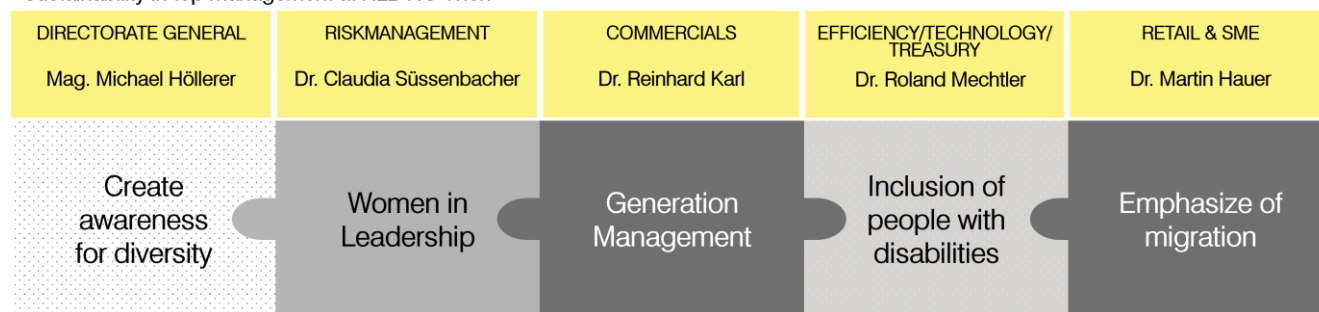 DIRECTORATE GENERAL
Mag. Michael Höllerer
RISKMANAGEMENT
Dr. Claudia Süssenbacher
COMMERCIALS
Dr. Reinhard Karl
EFFICIENCY/TECHNOLOGY/
TREASURY
Dr. Roland Mechtler
RETAIL & SME
Dr. Martin Hauer
Create
awareness
for diversity
Women in
Leadership
Generation
Management
Inclusion of
people with
disabilities
Emphasize of
migration